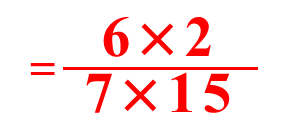 = 6 × 2
7 × 15